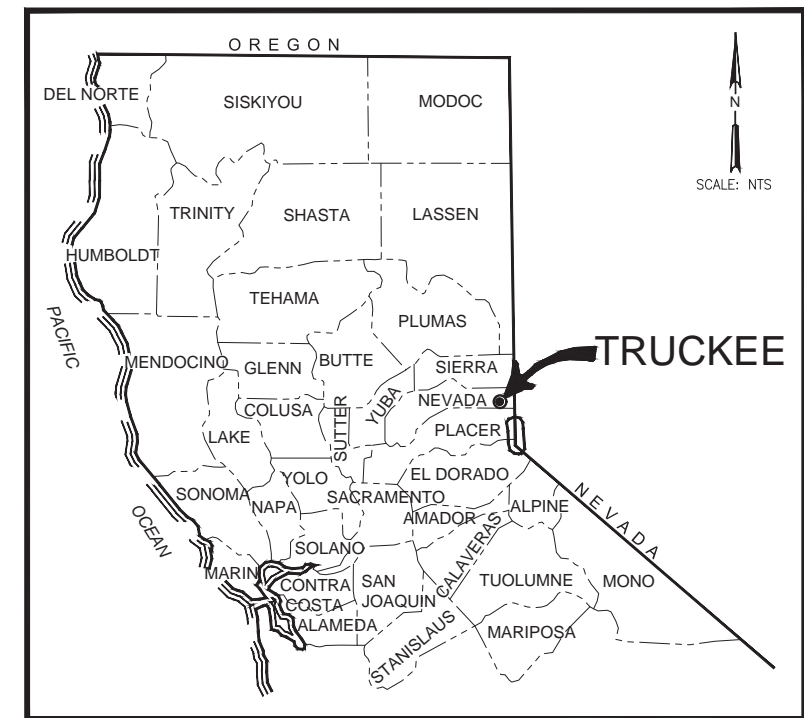 OREGON
DEL NORTE
SISKIYOU
MODOC
N
SCALE: NTS
TRINITY
SHASTA
LASSEN
HUMBOLDT
TEHAMA
PLUMAS
PACIFIC
MENDOCINO
GLENN
BUTTE
SIERRA
TRUCKEE
COLUSA
SUTTER
YUBA
NEVADA
LAKE
PLACER
YOLO
EL DORADO
SONOMA
NAPA
SACRAMENTO
AMADOR
ALPINE
NEVADA
OCEAN
SOLANO
CALAVERAS
MARIN
CONTRA
COSTA
SAN
JOAQUIN
TUOLUMNE
MONO
ALAMEDA
STANISLAUS
MARIPOSA